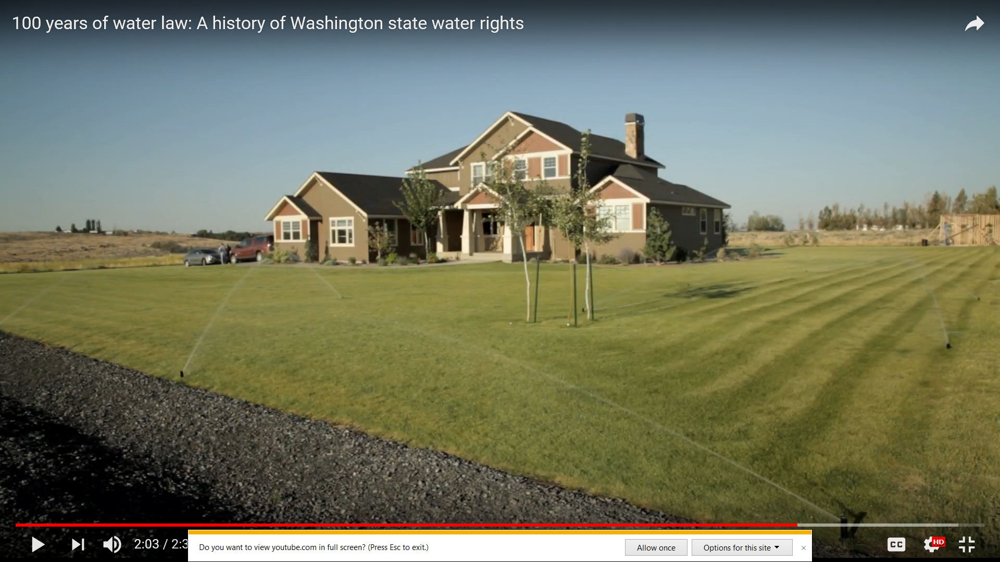 100 years of water law: A history of Washington state water rights
2:03 / 2:3
Do you want to view youtube.com in full screen? (Press Esc to exit.)
Allow once
Options for this site
CC
HD